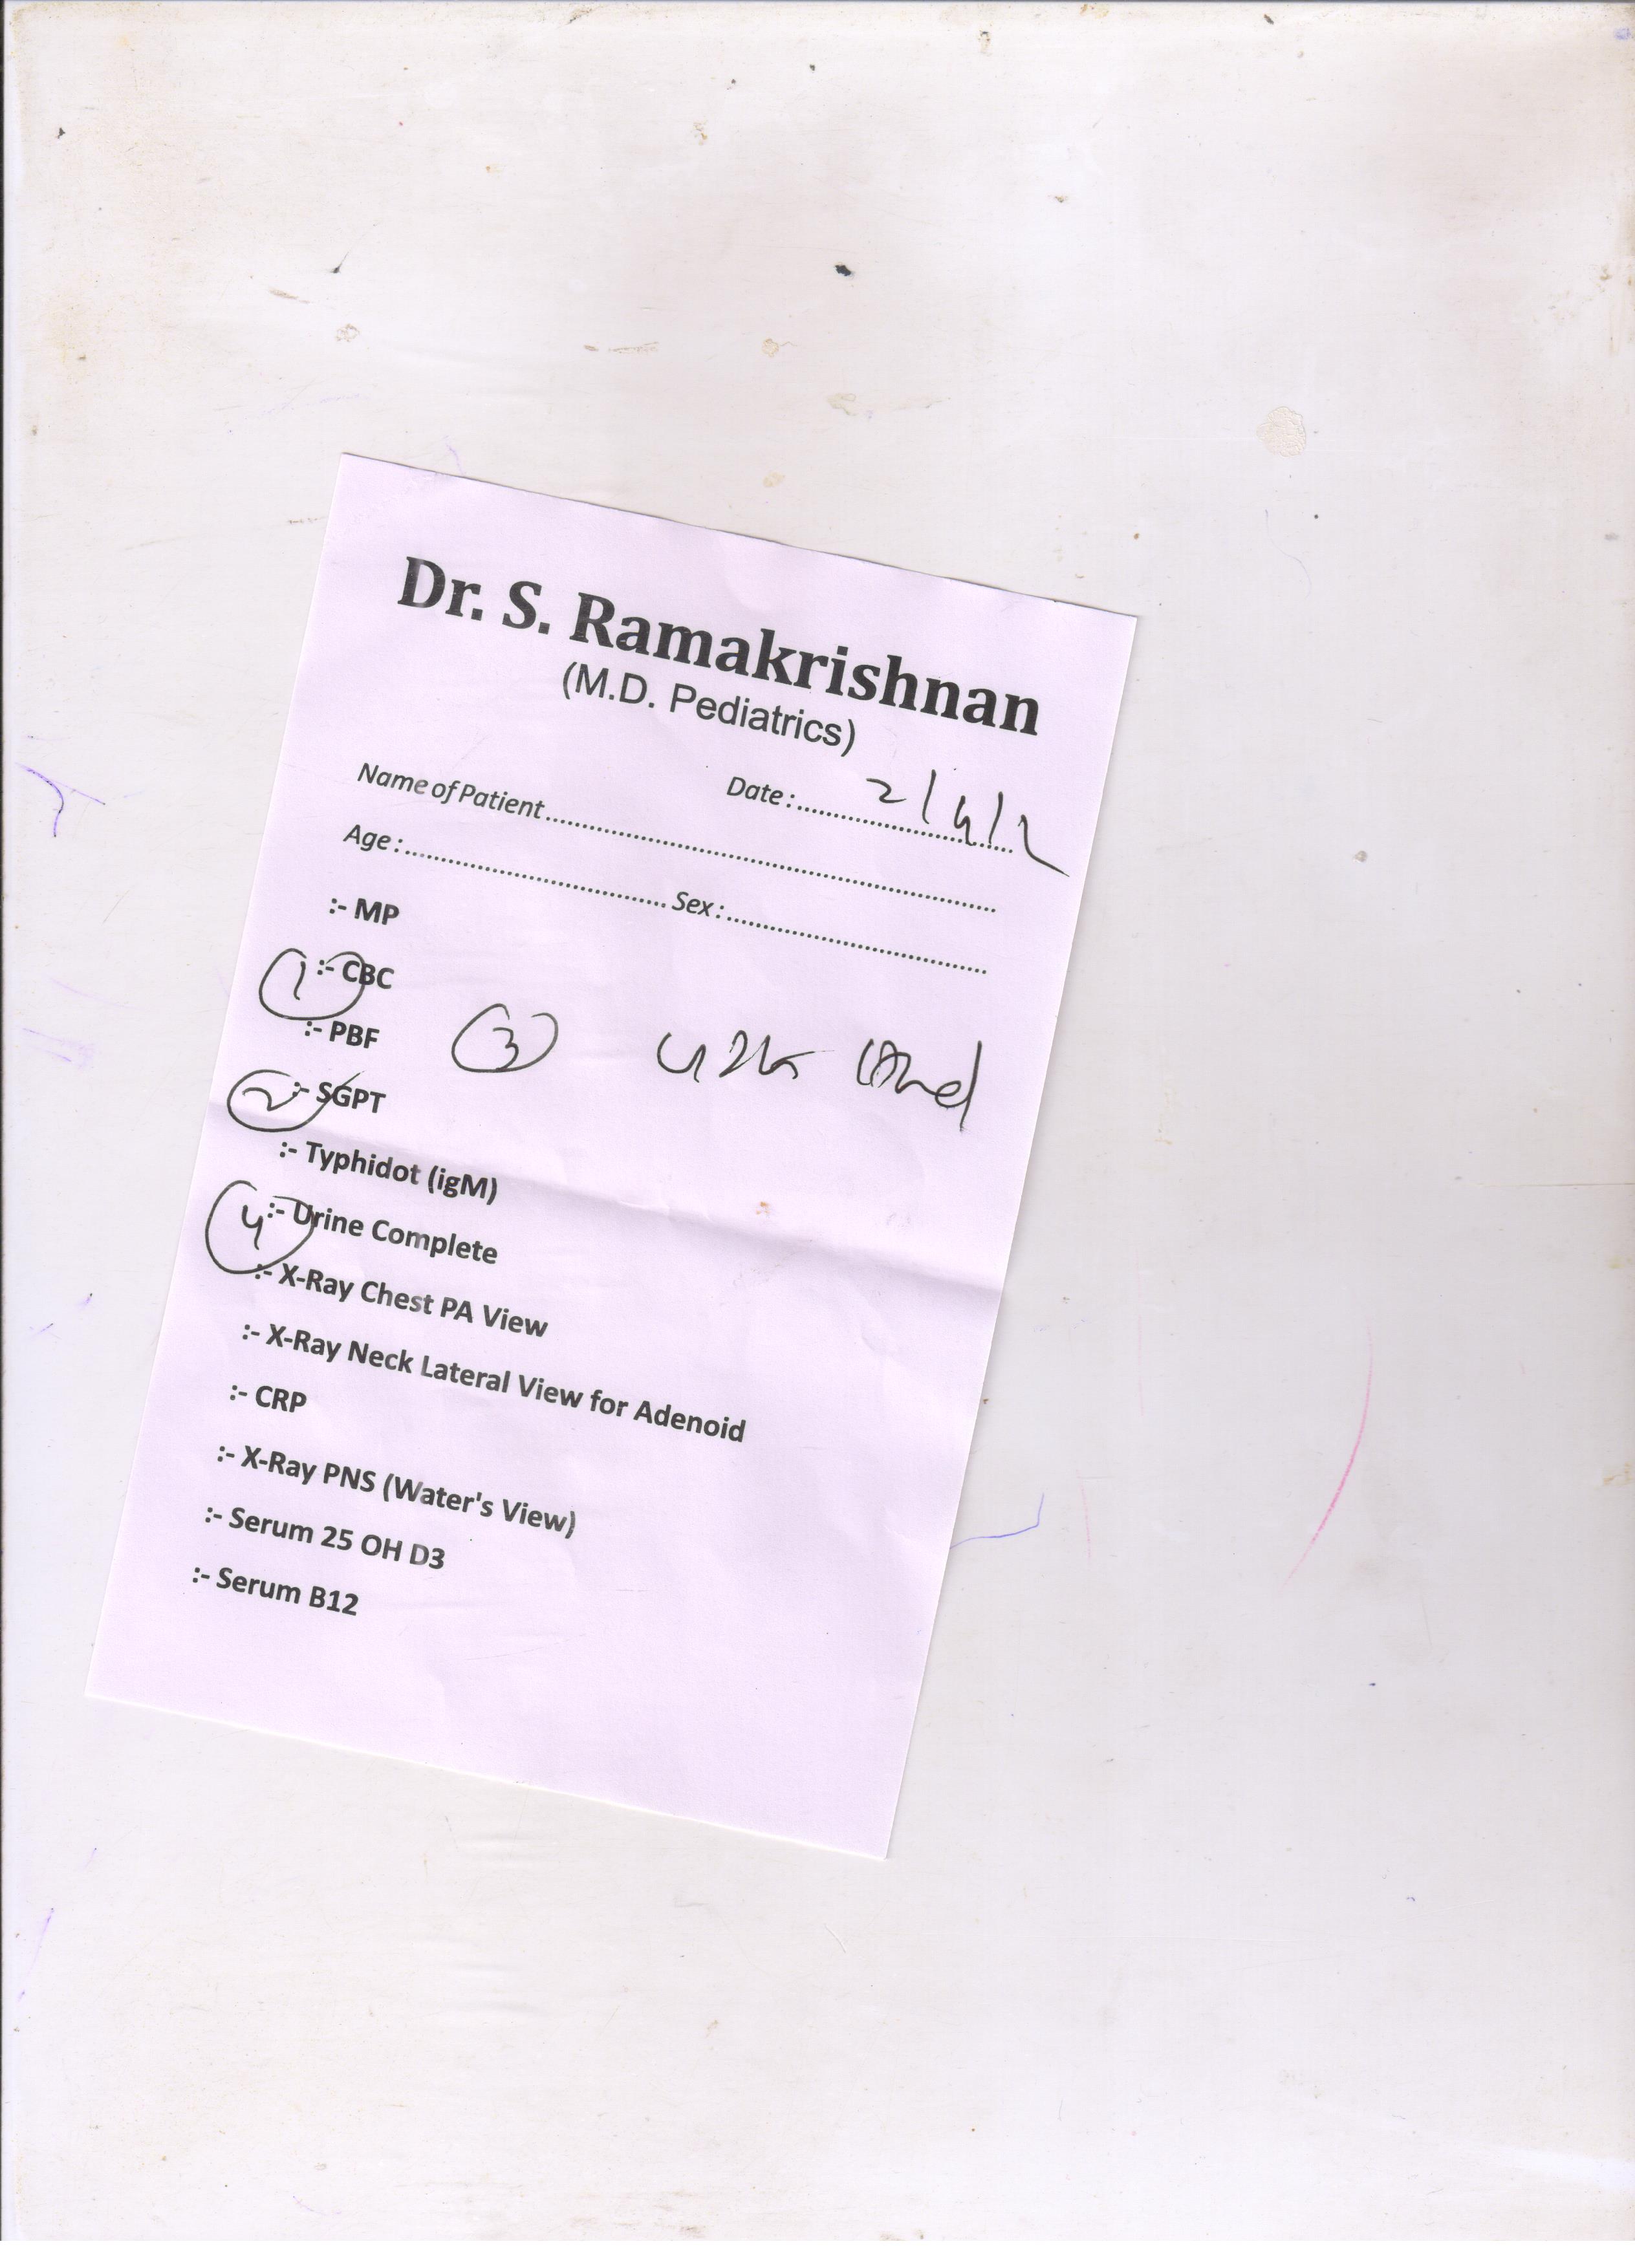 Dr. S. Ramakrishnan
(M.D. Pediatrics)
Date :............ 2/4/2
Name of Patient............
Age :............ Sex :............
:- MP
1 :- CBC
:- PBF 3
2 :- SGPT
:- Typhidot (igM)
4 :- Urine Complete
:- X-Ray Chest PA View
:- X-Ray Neck Lateral View for Adenoid
:- CRP
:- X-Ray PNS (Water's View)
:- Serum 25 OH D3
:- Serum B12